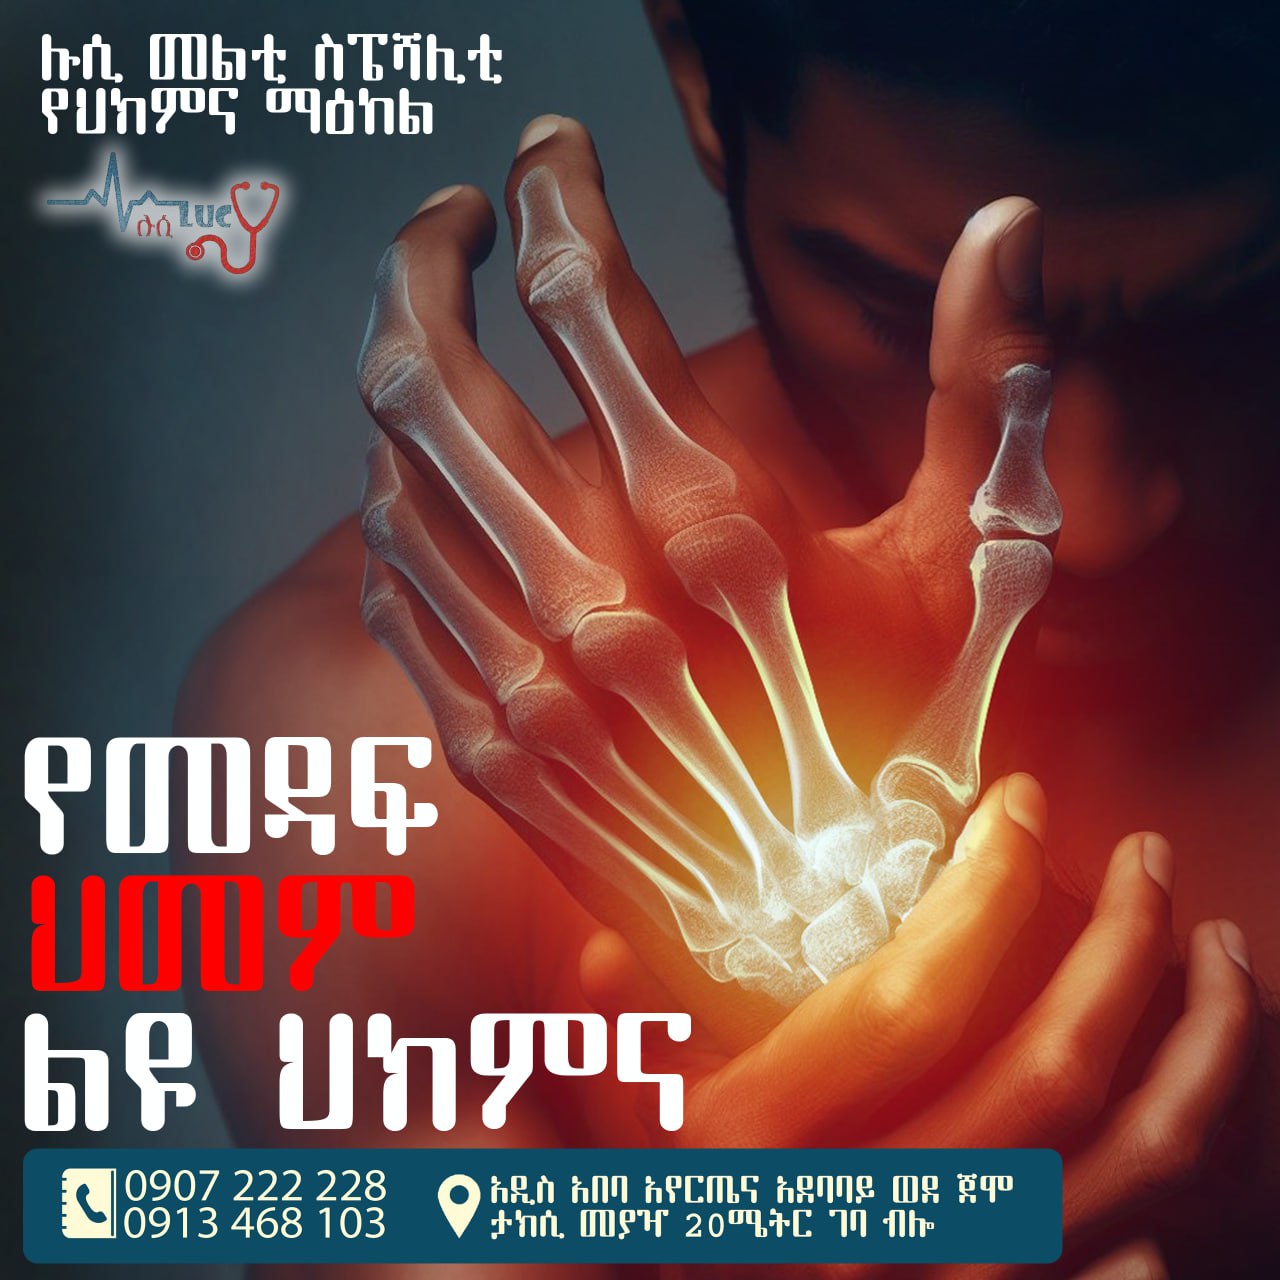 ሉሲ መልቲ ስፔሻሊቲ
የህክምና ማዕከል
ሉሲ LUCY
የመዳፍ
ህመም
ልዩ ህክምና
0907 222 228
0913 468 103
አዲስ አበባ አየርጤና አደባባይ ወደ ጀሞ
ታክሲ መያዣ 20ሜትር ገባ ብሎ